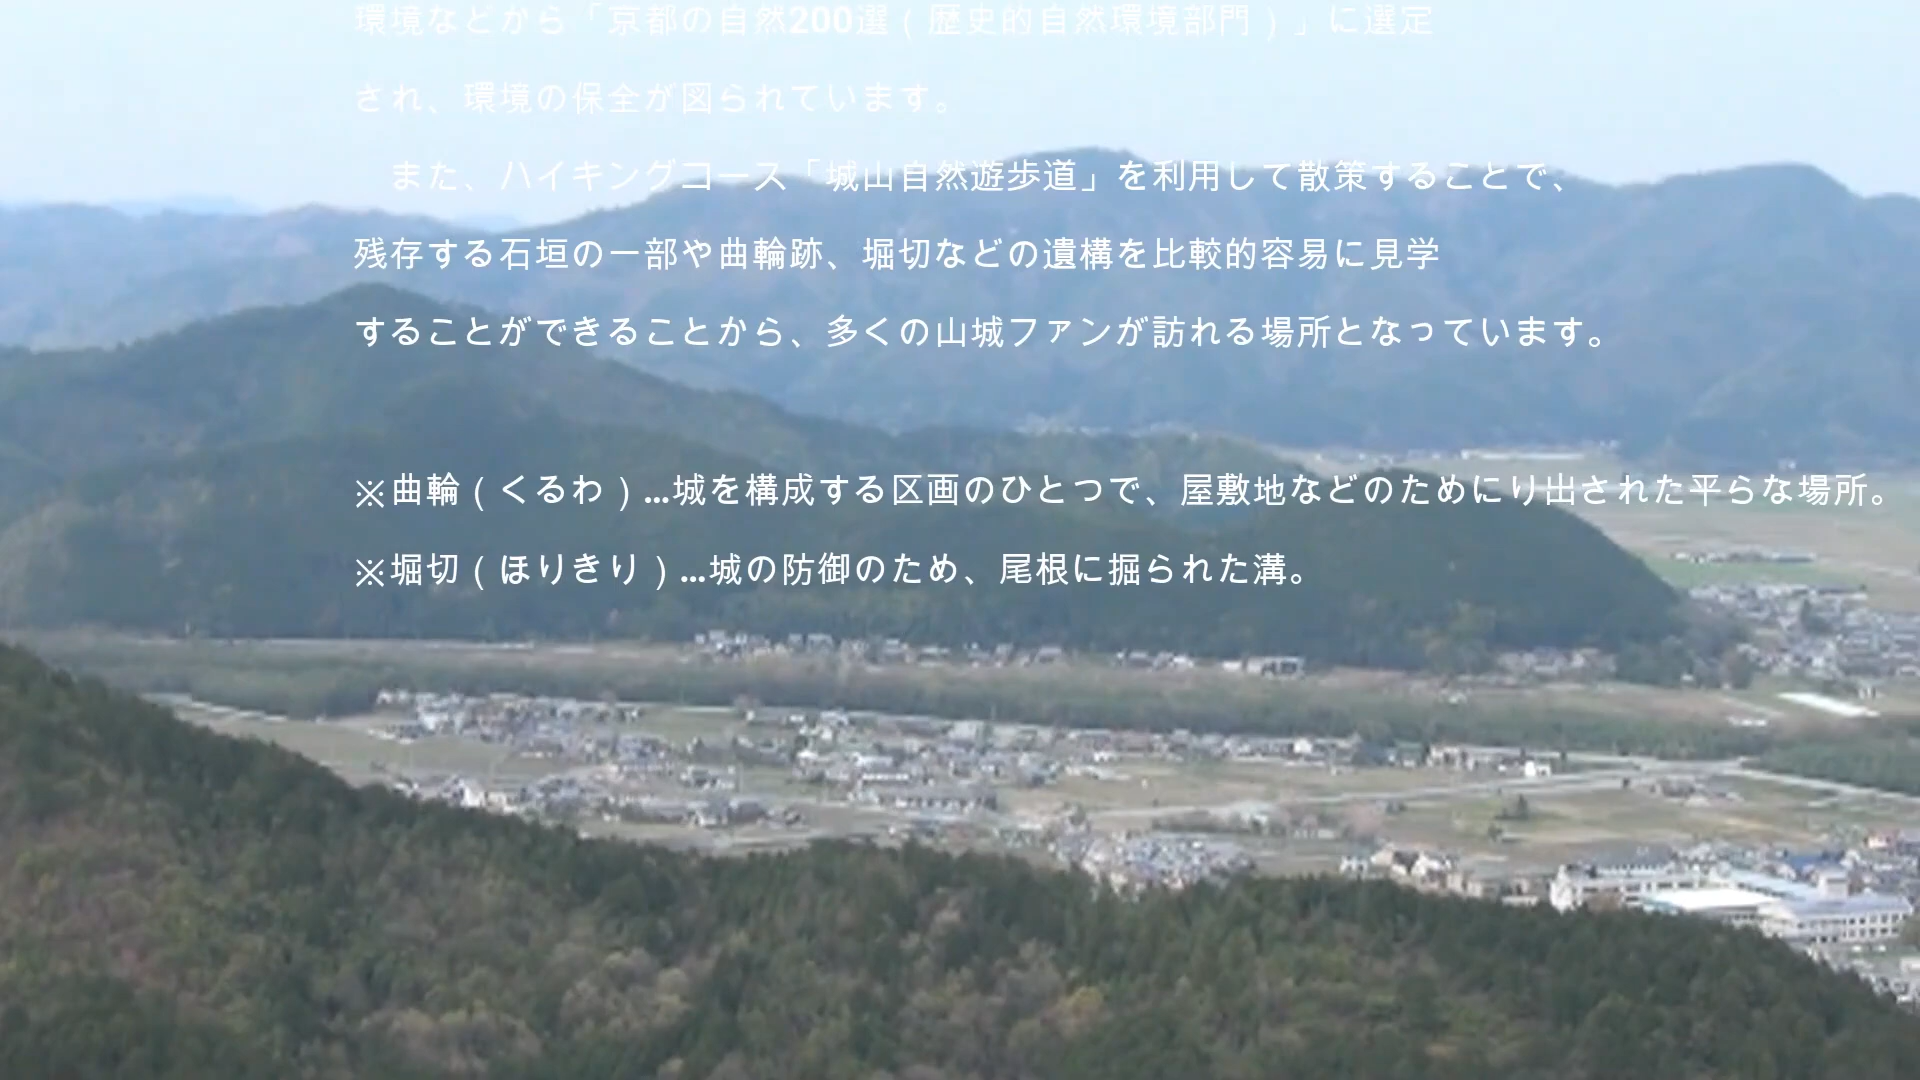 環境などから「京都の自然200選（歴史的自然環境部門）」に選定
され、環境の保全が図られています。
　また、ハイキングコース「城山自然遊歩道」を利用して散策することで、
残存する石垣の一部や曲輪跡、堀切などの遺構を比較的容易に見学
することができることから、多くの山城ファンが訪れる場所となっています。
※曲輪（くるわ）…城を構成する区画のひとつで、屋敷地などのためにり出された平らな場所。
※堀切（ほりきり）…城の防御のため、尾根に掘られた溝。